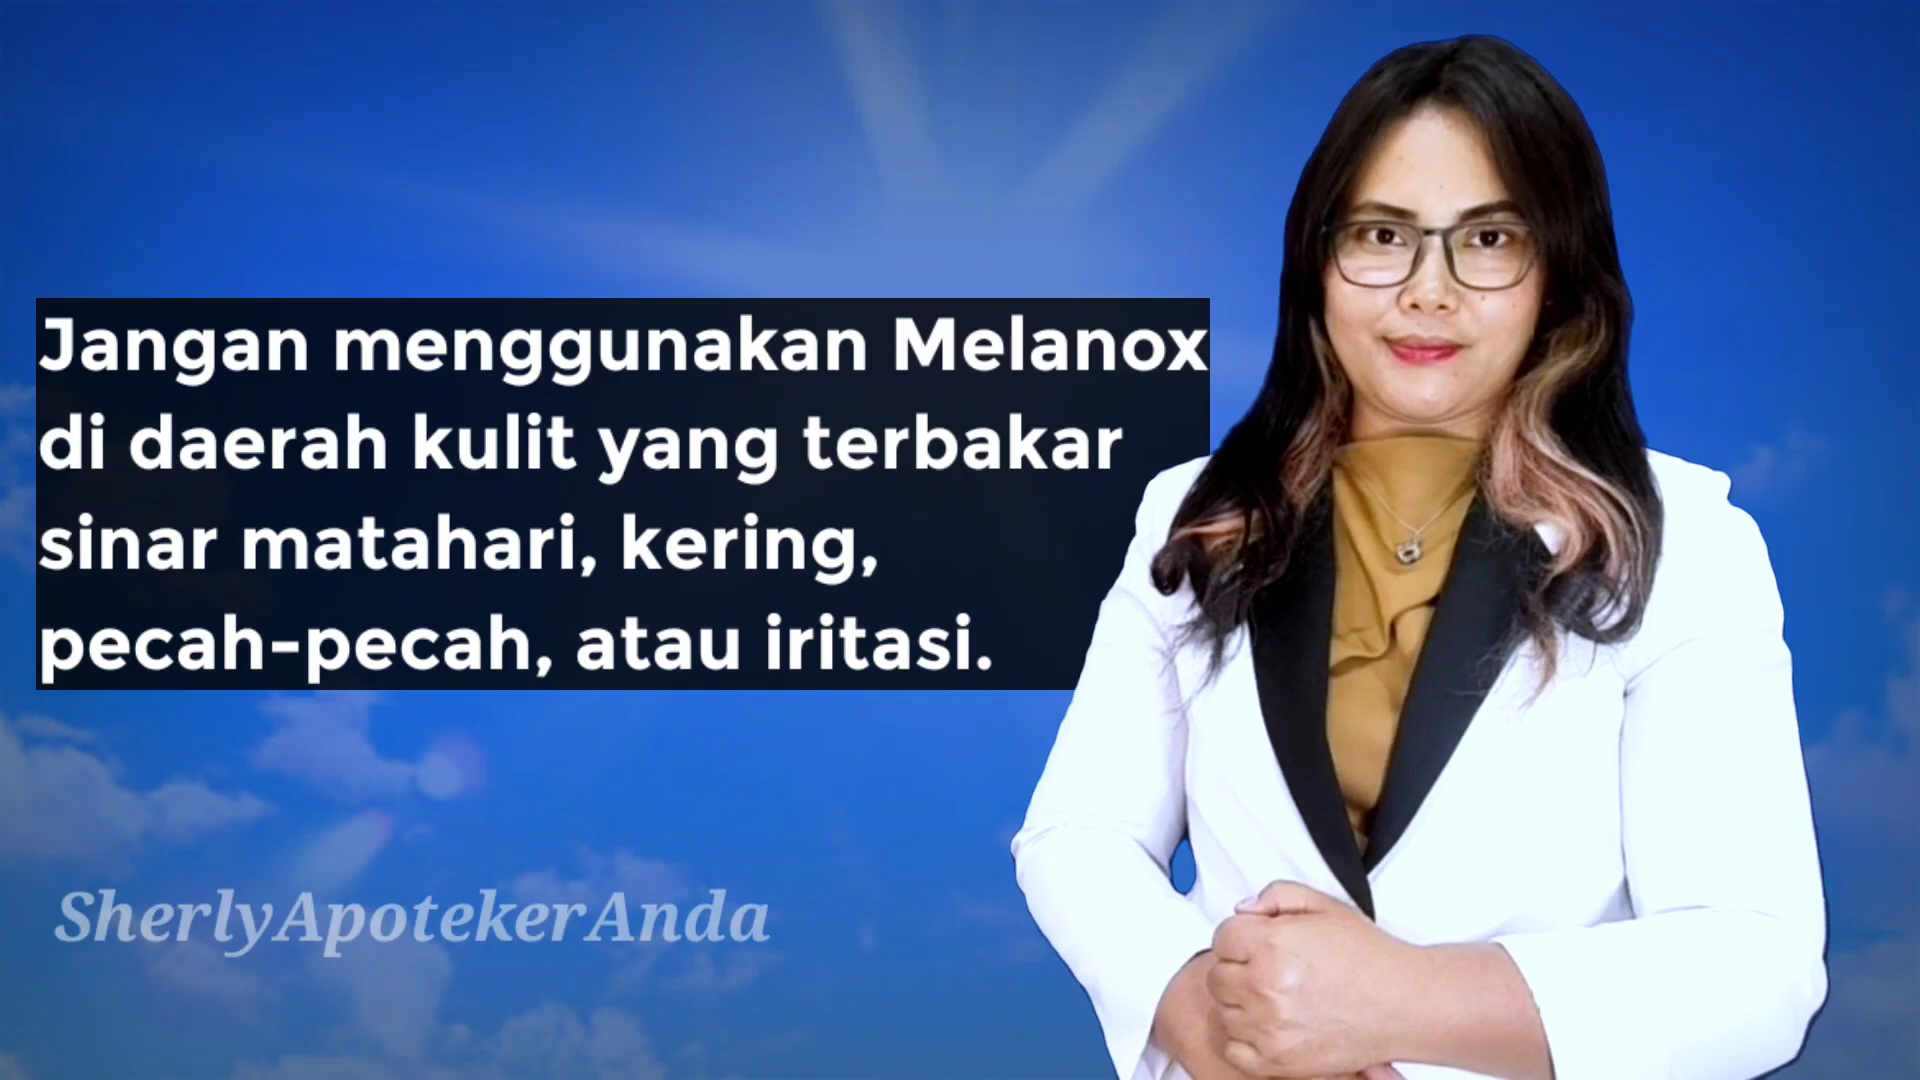 Jangan menggunakan Melanox
di daerah kulit yang terbakar
sinar matahari, kering,
pecah-pecah, atau iritasi.
SherlyApotekerAnda